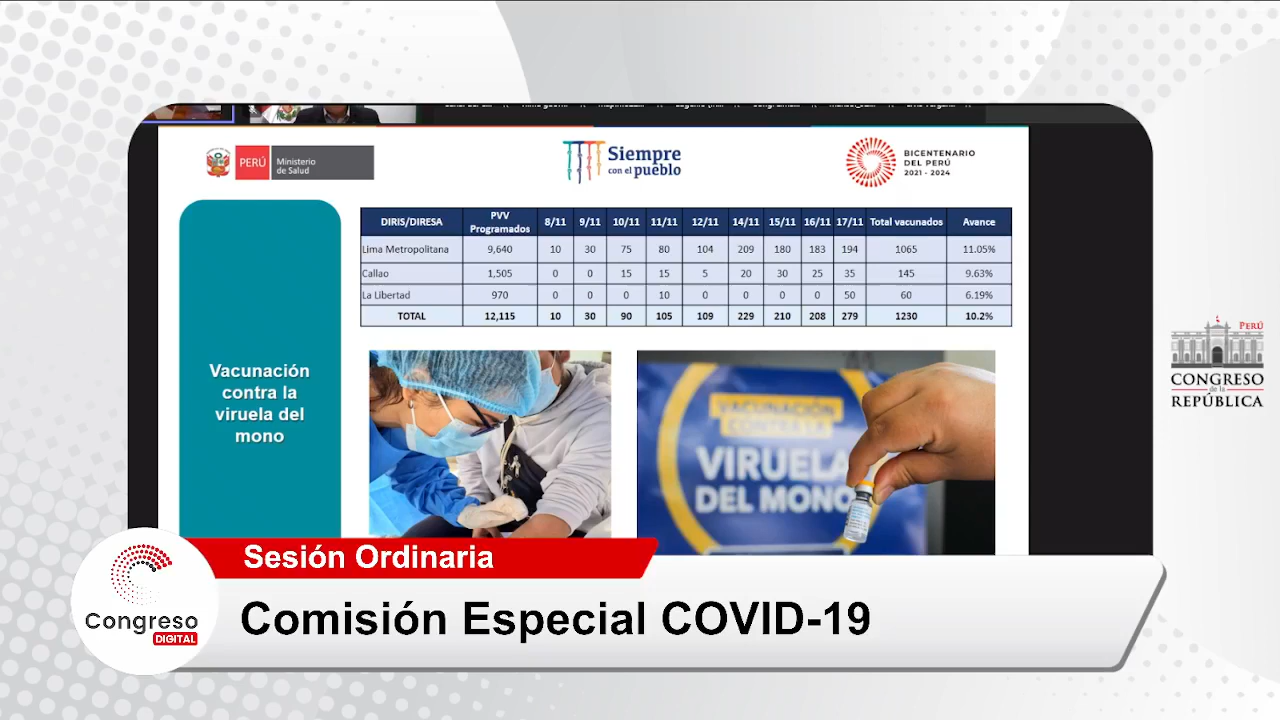 PERÚ
Ministerio
de Salud
Siempre
con el pueblo
BICENTENARIO
DEL PERÚ
2021 - 2024
DIRIS/DIRESA PVV Programados 8/11 9/11 10/11 11/11 12/11 14/11 15/11 16/11 17/11 Total vacunados Avance
Lima Metropolitana 9,640 10 30 75 80 104 209 180 183 194 1065 11.05%
Callao 1,505 0 0 15 15 5 20 30 25 35 145 9.63%
La Libertad 970 0 0 0 10 0 0 0 0 50 60 6.19%
TOTAL 12,115 10 30 90 105 109 229 210 208 279 1230 10.2%
Vacunación
contra la
viruela del
mono
VACUNACIÓN
CONTRA LA
VIRUELA
DEL MONO
PERÚ
CONGRESO
de la
REPÚBLICA
Sesión Ordinaria
Comisión Especial COVID-19
Congreso
DIGITAL